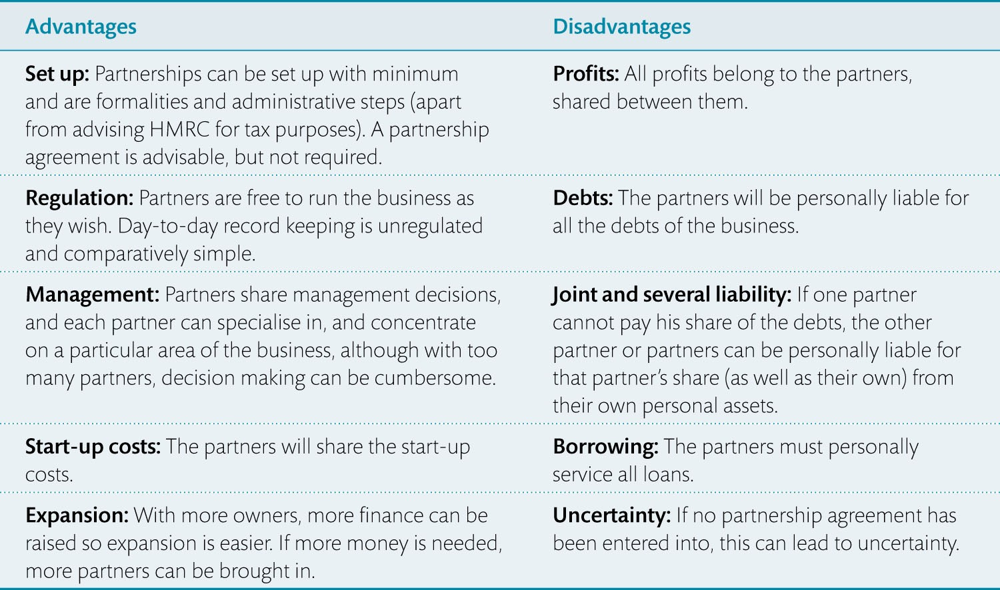 Advantages
Disadvantages
Set up: Partnerships can be set up with minimum
and are formalities and administrative steps (apart
from advising HMRC for tax purposes). A partnership
agreement is advisable, but not required.
Profits: All profits belong to the partners,
shared between them.
Regulation: Partners are free to run the business as
they wish. Day-to-day record keeping is unregulated
and comparatively simple.
Debts: The partners will be personally liable for
all the debts of the business.
Management: Partners share management decisions,
and each partner can specialise in, and concentrate
on a particular area of the business, although with too
many partners, decision making can be cumbersome.
Joint and several liability: If one partner
cannot pay his share of the debts, the other
partner or partners can be personally liable for
that partner’s share (as well as their own) from
their own personal assets.
Start-up costs: The partners will share the start-up
costs.
Borrowing: The partners must personally
service all loans.
Expansion: With more owners, more finance can be
raised so expansion is easier. If more money is needed,
more partners can be brought in.
Uncertainty: If no partnership agreement has
been entered into, this can lead to uncertainty.